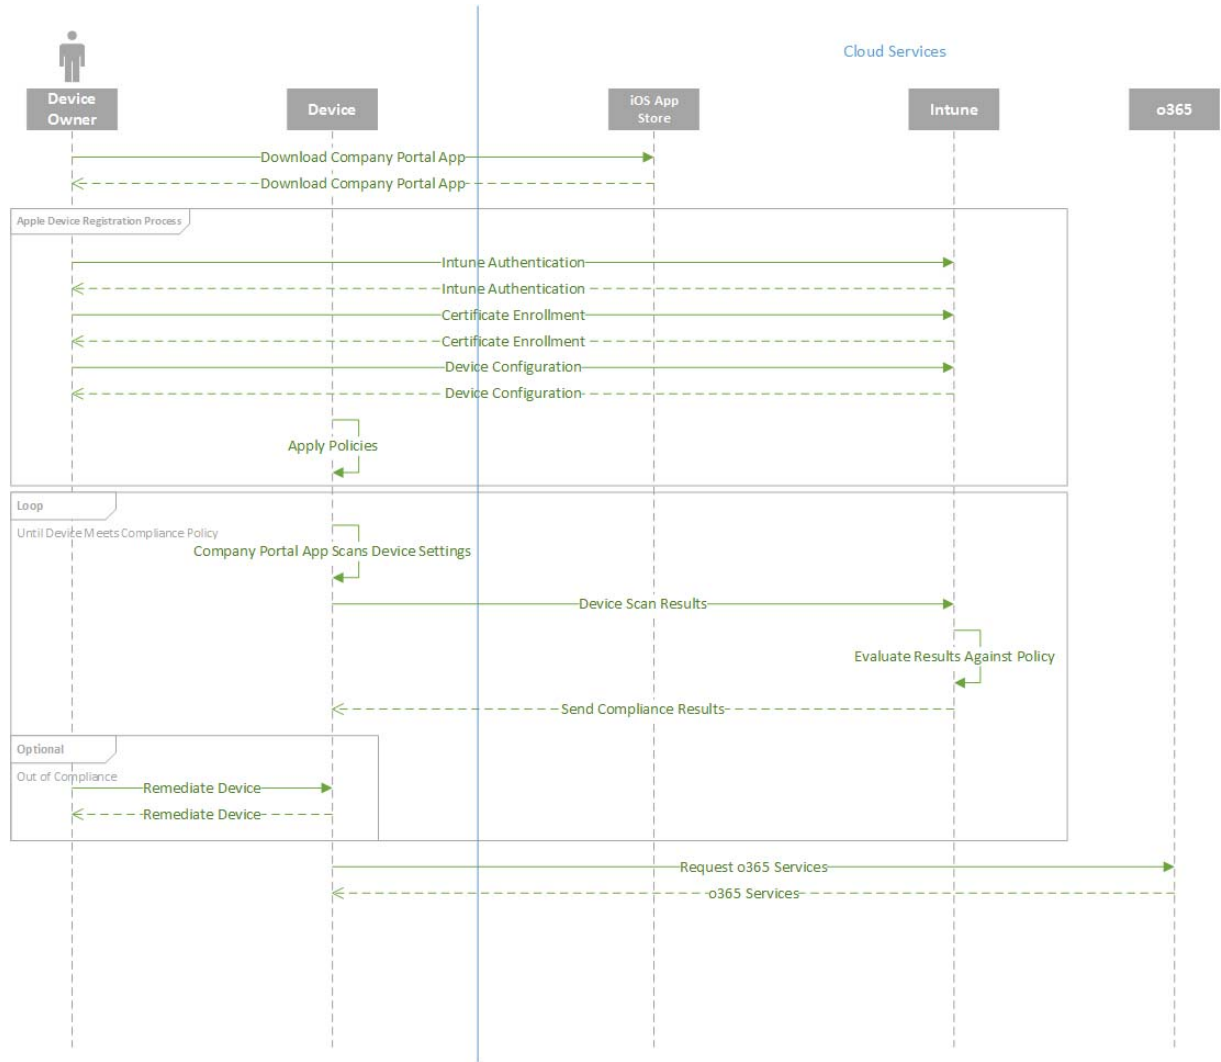 Cloud Services
Device
Owner
Device
iOS App
Store
Intune
o365
Download Company Portal App
Download Company Portal App
Apple Device Registration Process
Intune Authentication
Intune Authentication
Certificate Enrollment
Certificate Enrollment
Device Configuration
Device Configuration
Apply Policies
Loop
Until Device Meets Compliance Policy
Company Portal App Scans Device Settings
Device Scan Results
Evaluate Results Against Policy
Send Compliance Results
Optional
Out of Compliance
Remediate Device
Remediate Device
Request o365 Services
o365 Services